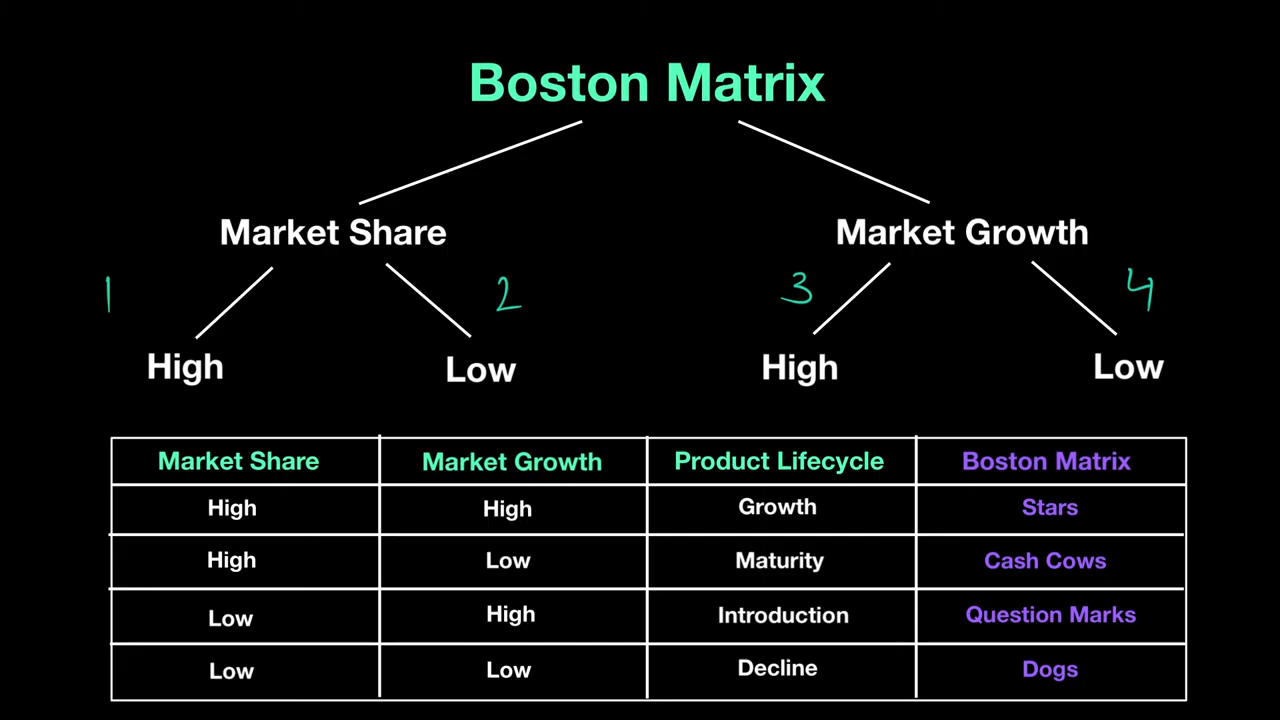 Boston Matrix
Market Share Market Growth
1 2 3 4
High Low High Low
Market Share Market Growth Product Lifecycle Boston Matrix
High High Growth Stars
High Low Maturity Cash Cows
Low High Introduction Question Marks
Low Low Decline Dogs